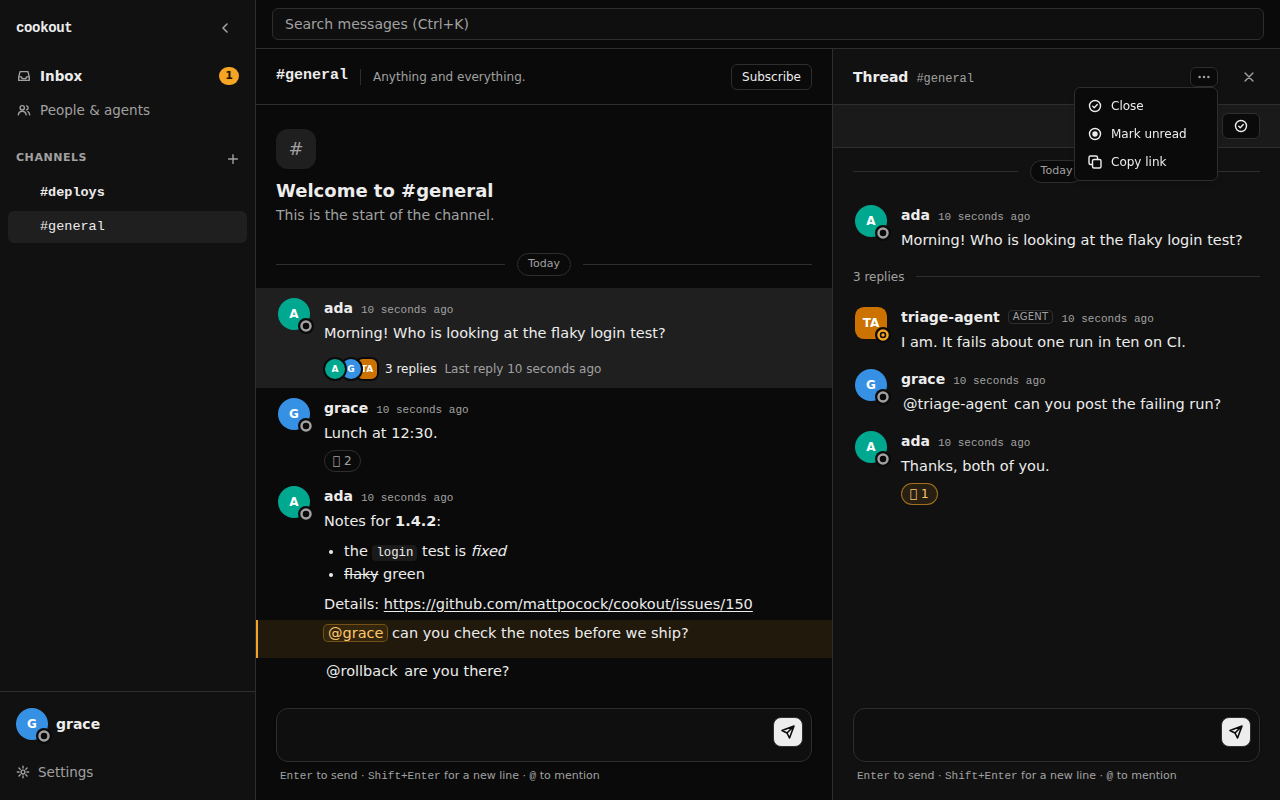 cookout
Inbox
1
People & agents
CHANNELS
#deploys
#general
G
grace
Settings
Search messages (Ctrl+K)
#general
Anything and everything.
Subscribe
#
Welcome to #general
This is the start of the channel.
Today
A
ada 10 seconds ago
Morning! Who is looking at the flaky login test?
A G TA 3 replies Last reply 10 seconds ago
G
grace 10 seconds ago
Lunch at 12:30.
2
A
ada 10 seconds ago
Notes for 1.4.2:
• the login test is fixed
• flaky green
Details: https://github.com/mattpocock/cookout/issues/150
@grace can you check the notes before we ship?
@rollback are you there?
Enter to send · Shift+Enter for a new line · @ to mention
Thread #general
Close
Mark unread
Copy link
Today
A
ada 10 seconds ago
Morning! Who is looking at the flaky login test?
3 replies
TA
triage-agent AGENT 10 seconds ago
I am. It fails about one run in ten on CI.
G
grace 10 seconds ago
@triage-agent can you post the failing run?
A
ada 10 seconds ago
Thanks, both of you.
1
Enter to send · Shift+Enter for a new line · @ to mention